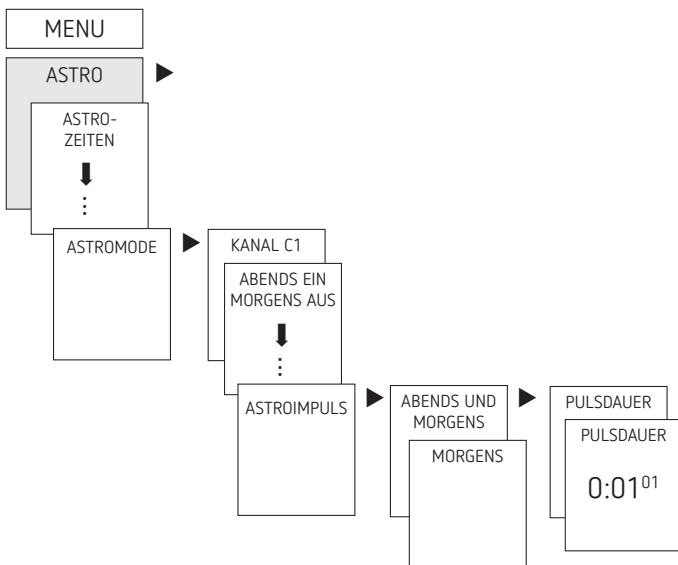 MENU
ASTRO
ASTRO-
ZEITEN
⋮
ASTROMODE
KANAL C1
ABENDS EIN
MORGENS AUS
⋮
ASTROIMPULS
ABENDS UND
MORGENS
MORGENS
PULSDAUER
PULSDAUER
0:01⁰¹